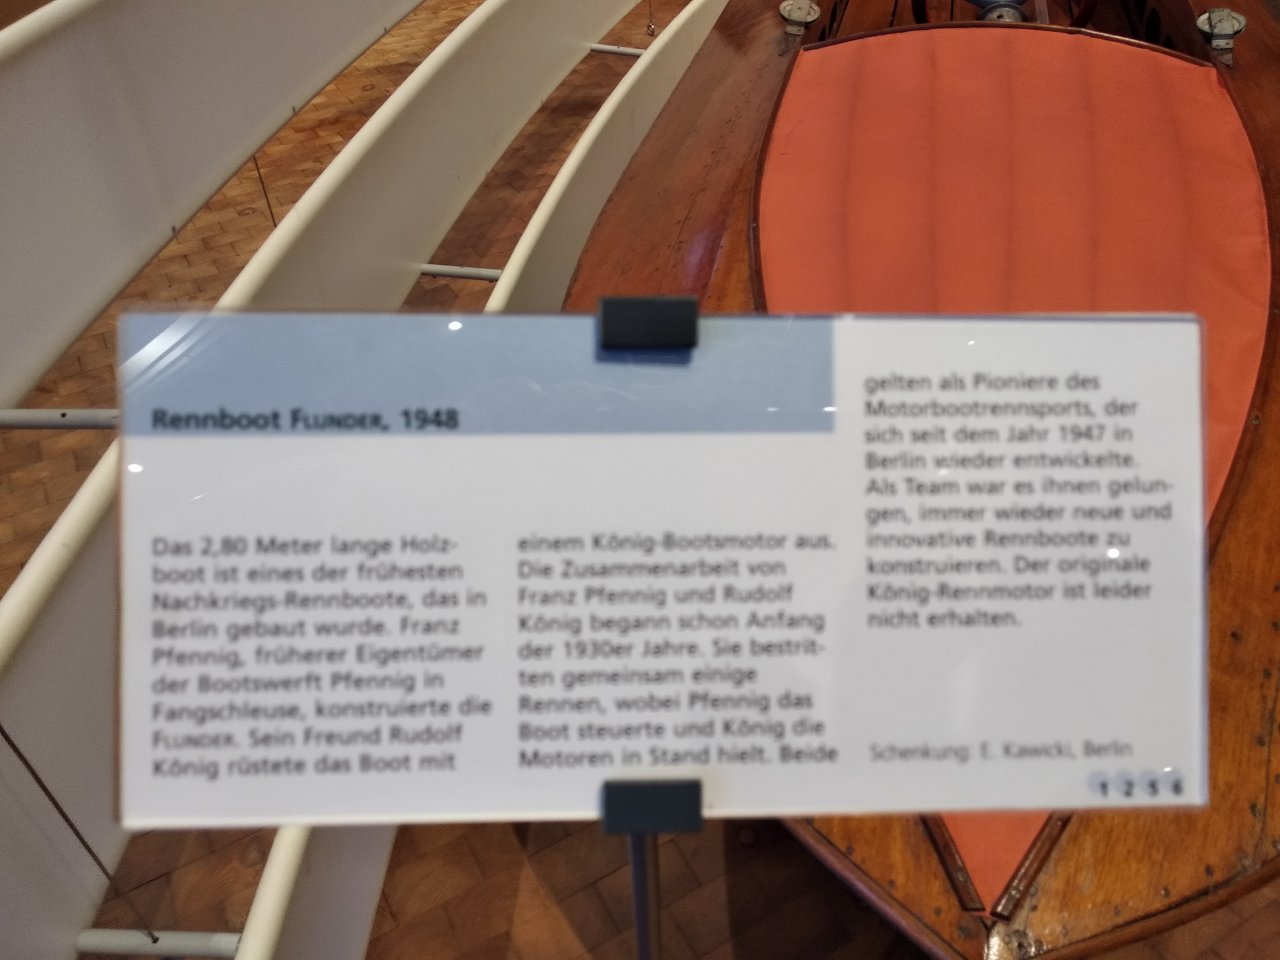 Rennboot FLUNDER, 1948
Das 2,80 Meter lange Holz-
boot ist eines der frühesten
Nachkriegs-Rennboote, das in
Berlin gebaut wurde. Franz
Pfennig, früherer Eigentümer
der Bootswerft Pfennig in
Fangschleuse, konstruierte die
FLUNDER. Sein Freund Rudolf
König rüstete das Boot mit
einem König-Bootsmotor aus.
Die Zusammenarbeit von
Franz Pfennig und Rudolf
König begann schon Anfang
der 1930er Jahre. Sie bestrit-
ten gemeinsam einige
Rennen, wobei Pfennig das
Boot steuerte und König die
Motoren in Stand hielt. Beide
gelten als Pioniere des
Motorbootrennsports, der
sich seit dem Jahr 1947 in
Berlin wieder entwickelte.
Als Team war es ihnen gelun-
gen, immer wieder neue und
innovative Rennboote zu
konstruieren. Der originale
König-Rennmotor ist leider
nicht erhalten.
Schenkung: E. Kawicki, Berlin
1 2 5 6